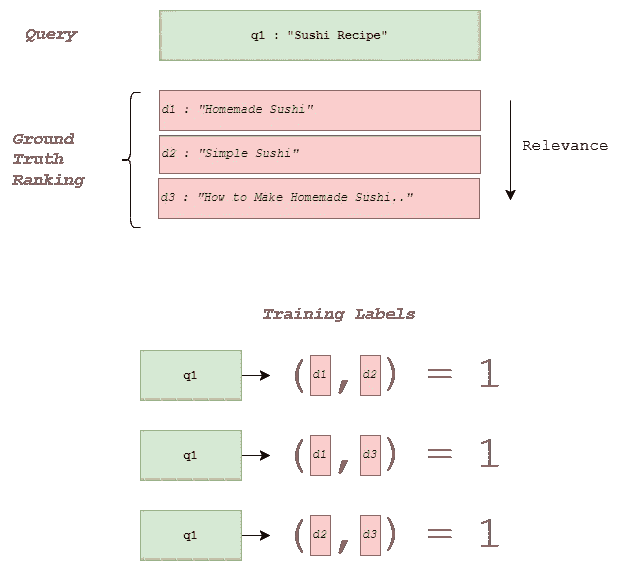 Query
q1 : "Sushi Recipe"
Ground
Truth
Ranking
d1 : "Homemade Sushi"
d2 : "Simple Sushi"
d3 : "How to Make Homemade Sushi.."
Relevance
Training Labels
q1 (d1, d2) = 1
q1 (d1, d3) = 1
q1 (d2, d3) = 1